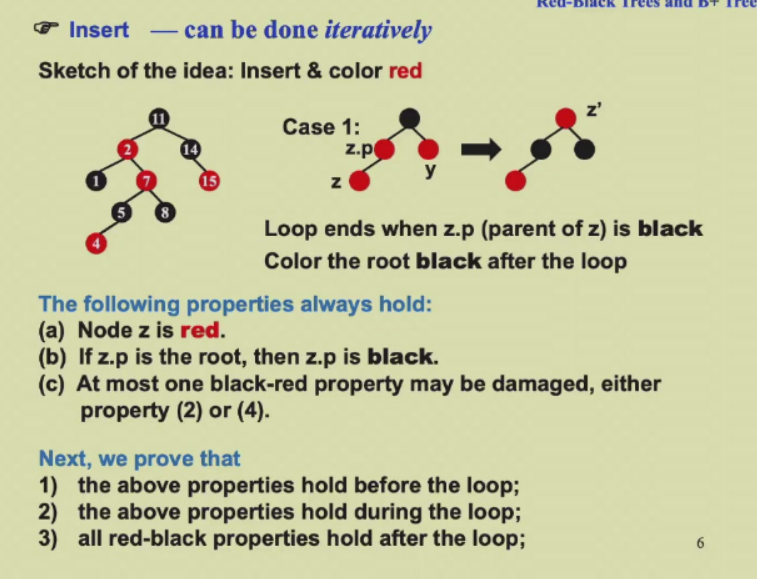 Red-Black Trees and B+ Tree
☞ Insert — can be done iteratively
Sketch of the idea: Insert & color red
11
2
14
1
7
15
5
8
4
Case 1:
z.p
z
y
z'
Loop ends when z.p (parent of z) is black
Color the root black after the loop
The following properties always hold:
(a) Node z is red.
(b) If z.p is the root, then z.p is black.
(c) At most one black-red property may be damaged, either
property (2) or (4).
Next, we prove that
1) the above properties hold before the loop;
2) the above properties hold during the loop;
3) all red-black properties hold after the loop;
6